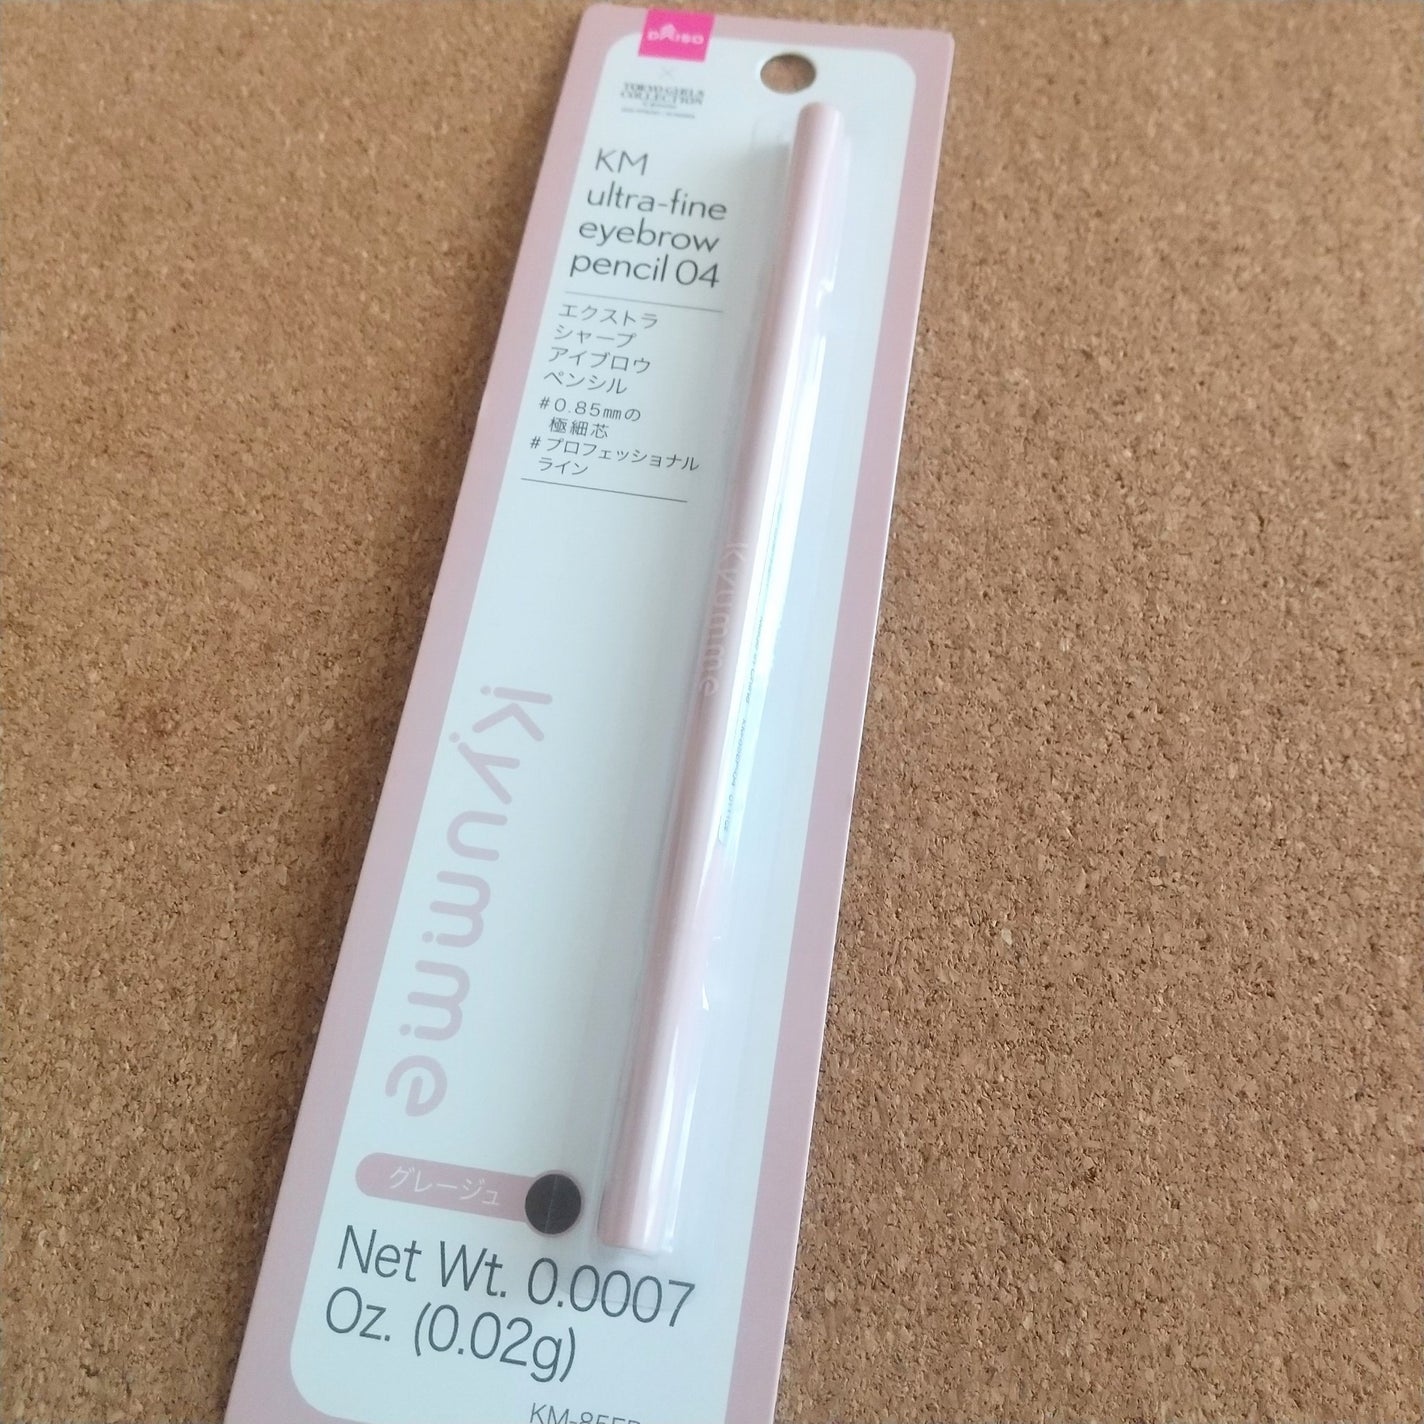 DAISO
×
TOKYO GIRLS
COLLECTION
KM
ultra-fine
eyebrow
pencil 04
エクストラ
シャープ
アイブロウ
ペンシル
#0.85㎜の
極細芯
#プロフェッショナル
ライン
Kyumme
Kyumme
グレージュ
Net Wt. 0.0007
Oz. (0.02g)